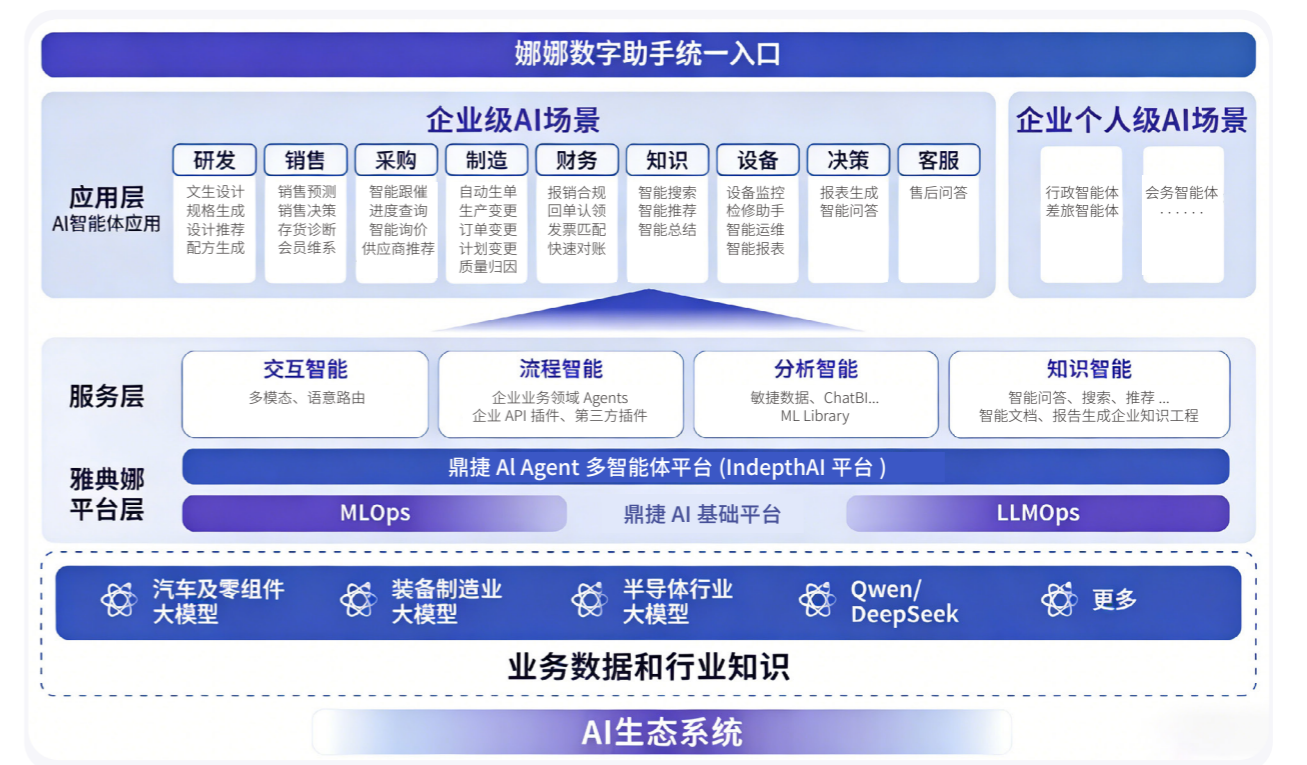 娜娜数字助手统一入口
企业级AI场景
企业个人级AI场景
应用层
AI智能体应用
研发
文生设计
规格生成
设计推荐
配方生成
销售
销售预测
销售决策
存货诊断
会员维系
采购
智能跟催
进度查询
智能询价
供应商推荐
制造
自动生单
生产变更
订单变更
计划变更
质量归因
财务
报销合规
回单认领
发票匹配
快速对账
知识
智能搜索
智能推荐
智能总结
设备
设备监控
检修助手
智能运维
智能报表
决策
报表生成
智能问答
客服
售后问答
行政智能体
差旅智能体
会务智能体
······
服务层
交互智能
多模态、语意路由
流程智能
企业业务领域 Agents
企业 API 插件、第三方插件
分析智能
敏捷数据、ChatBI...
ML Library
知识智能
智能问答、搜索、推荐 ...
智能文档、报告生成企业知识工程
雅典娜
平台层
鼎捷 Al Agent 多智能体平台 (IndepthAI 平台 )
MLOps
鼎捷 AI 基础平台
LLMOps
汽车及零组件
大模型
装备制造业
大模型
半导体行业
大模型
Qwen/
DeepSeek
更多
业务数据和行业知识
AI生态系统